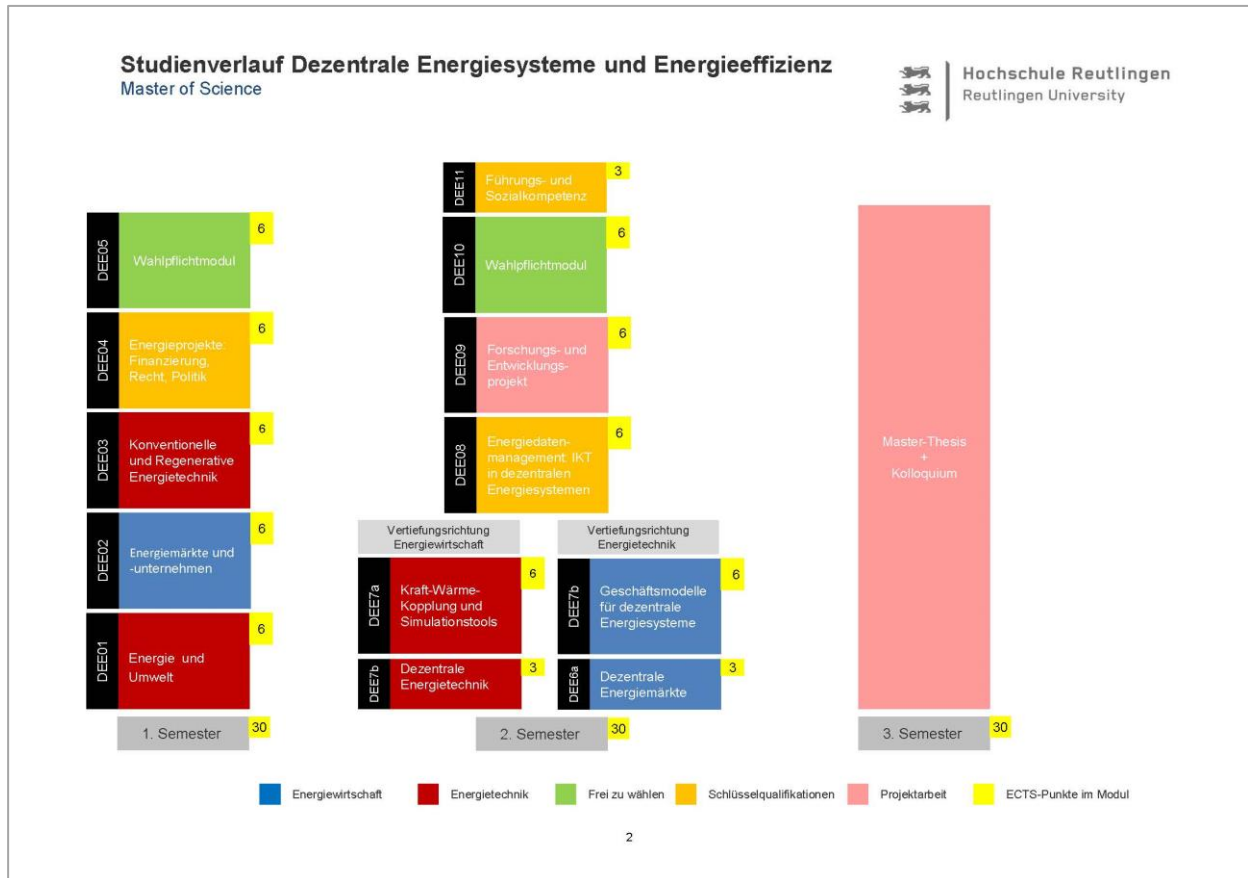 Studienverlauf Dezentrale Energiesysteme und Energieeffizienz
Master of Science
Hochschule Reutlingen
Reutlingen University
DEE05
Wahlpflichtmodul
6
DEE04
Energieprojekte:
Finanzierung,
Recht, Politik
6
DEE03
Konventionelle
und Regenerative
Energietechnik
6
DEE02
Energiemärkte und
-unternehmen
6
DEE01
Energie und
Umwelt
6
1. Semester
30
DEE11
Führungs- und
Sozialkompetenz
3
DEE10
Wahlpflichtmodul
6
DEE09
Forschungs- und
Entwicklungs-
projekt
6
DEE08
Energiedaten-
management: IKT
in dezentralen
Energiesystemen
6
Vertiefungsrichtung
Energiewirtschaft
DEE7a
Kraft-Wärme-
Kopplung und
Simulationstools
6
DEE7b
Dezentrale
Energietechnik
3
Vertiefungsrichtung
Energietechnik
DEE7b
Geschäftsmodelle
für dezentrale
Energiesysteme
6
DEE6a
Dezentrale
Energiemärkte
3
2. Semester
30
Master-Thesis
+
Kolloquium
3. Semester
30
Energiewirtschaft
Energietechnik
Frei zu wählen
Schlüsselqualifikationen
Projektarbeit
ECTS-Punkte im Modul
2